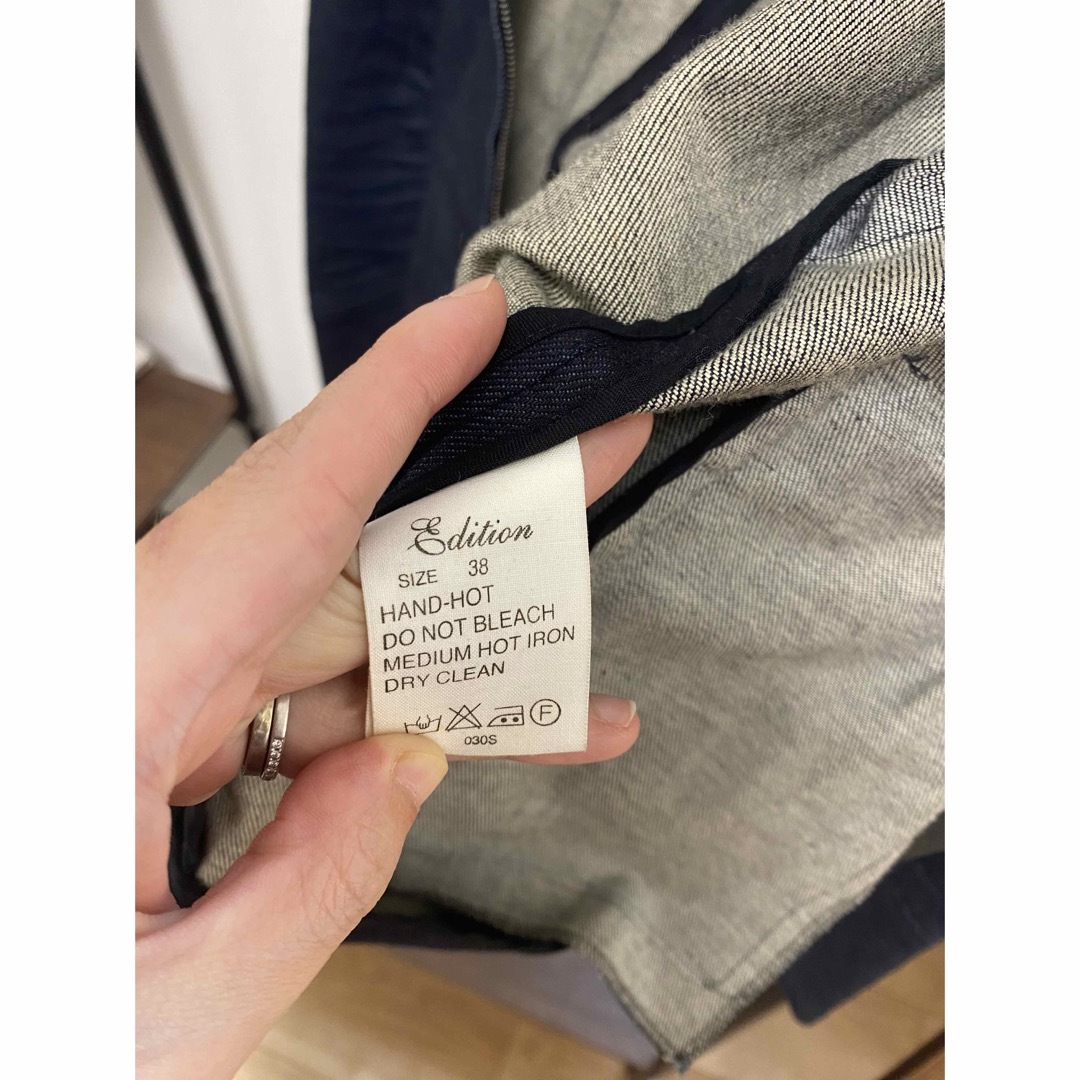 Edition
SIZE 38
HAND-HOT
DO NOT BLEACH
MEDIUM HOT IRON
DRY CLEAN
F
030S